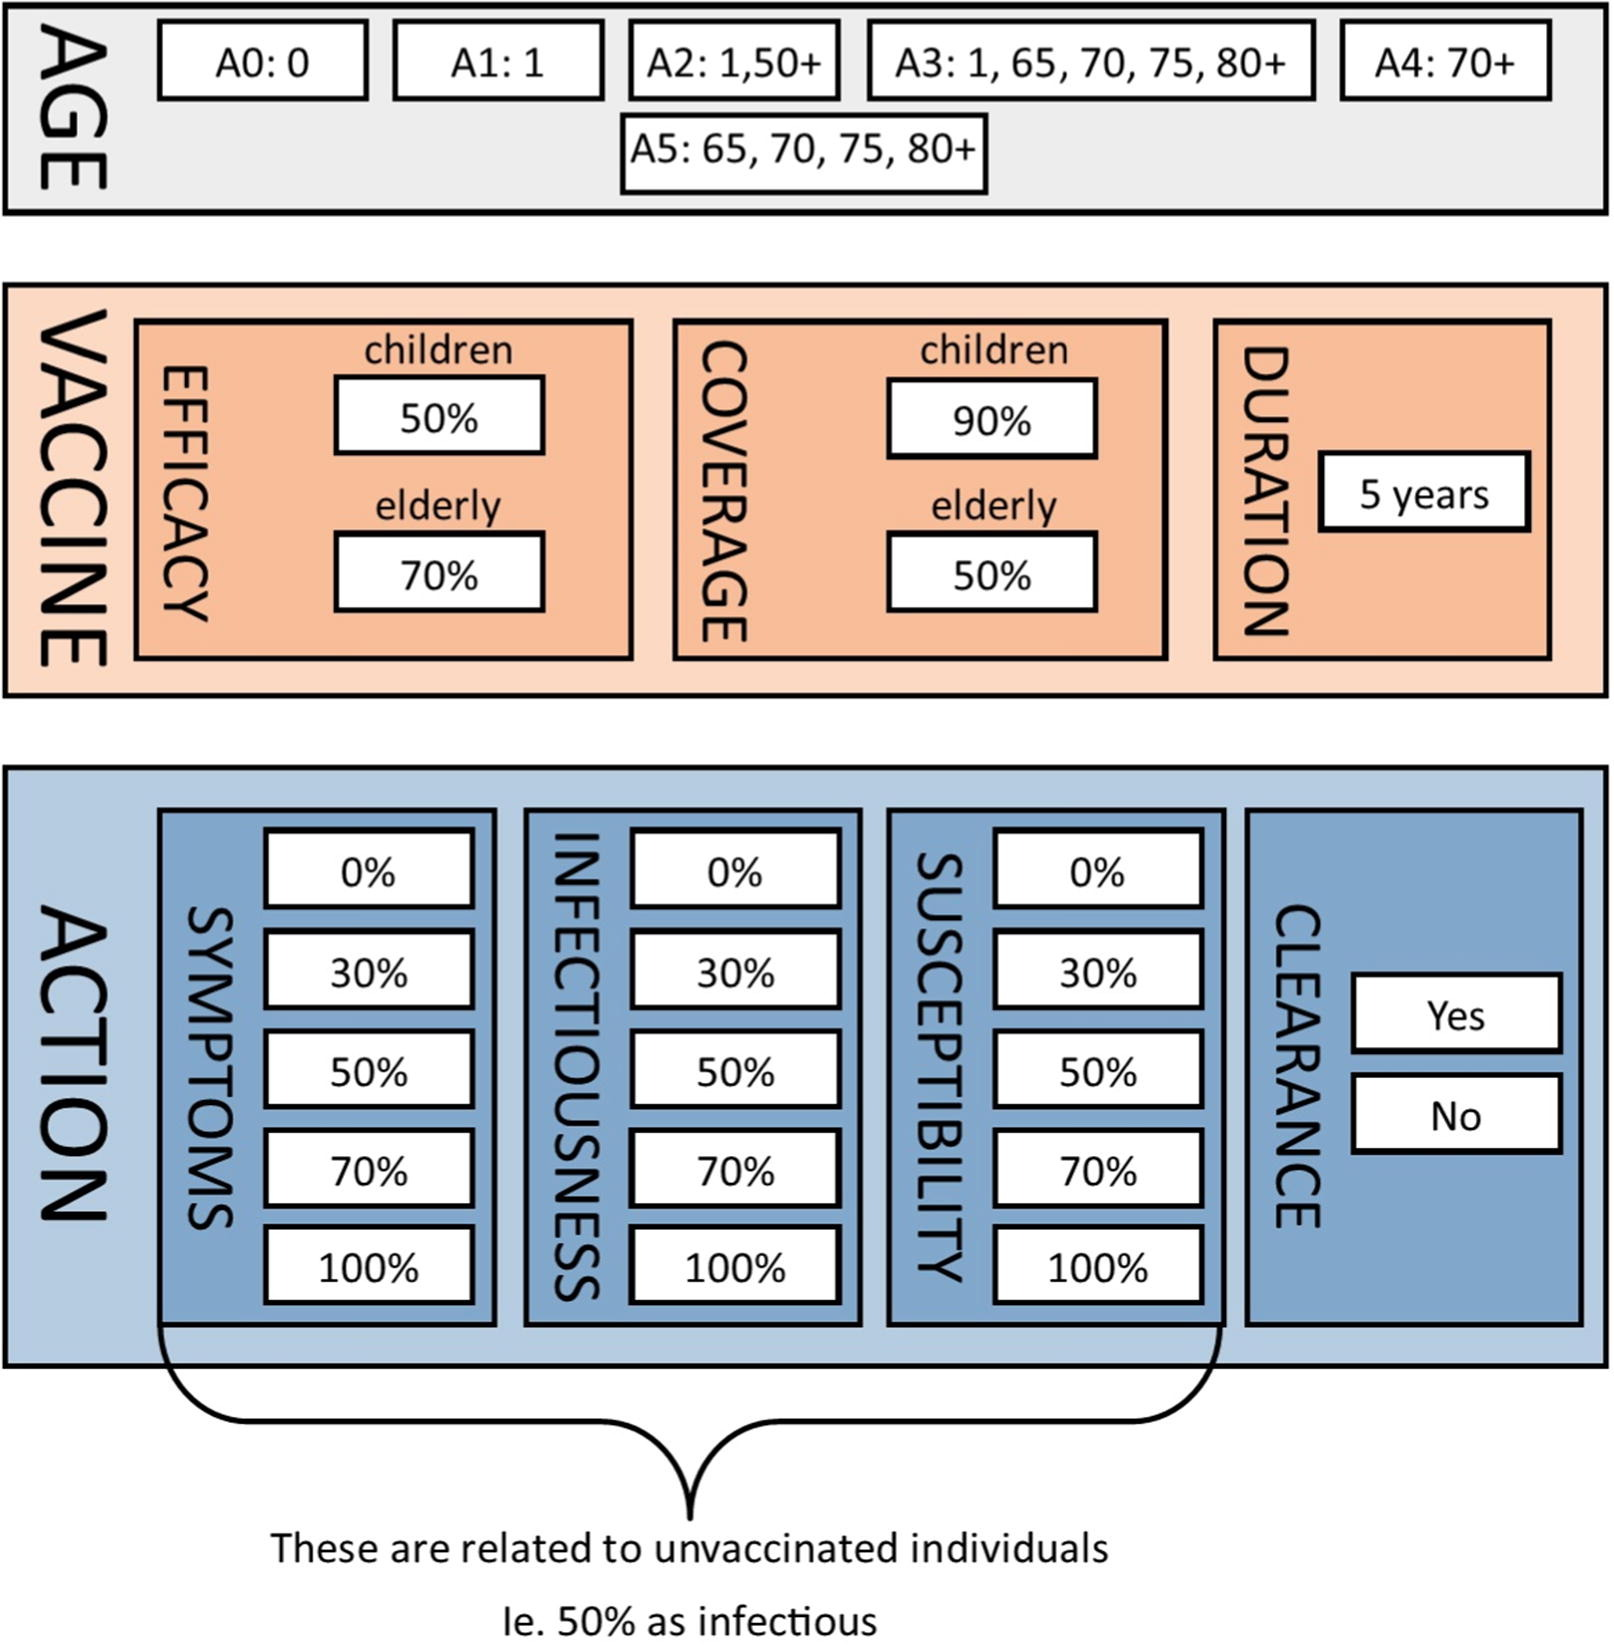 AGE
A0: 0
A1: 1
A2: 1,50+
A3: 1, 65, 70, 75, 80+
A4: 70+
A5: 65, 70, 75, 80+
VACCINE
EFFICACY
children
50%
elderly
70%
COVERAGE
children
90%
elderly
50%
DURATION
5 years
ACTION
SYMPTOMS
0%
30%
50%
70%
100%
INFECTIOUSNESS
0%
30%
50%
70%
100%
SUSCEPTIBILITY
0%
30%
50%
70%
100%
CLEARANCE
Yes
No
These are related to unvaccinated individuals
Ie. 50% as infectious